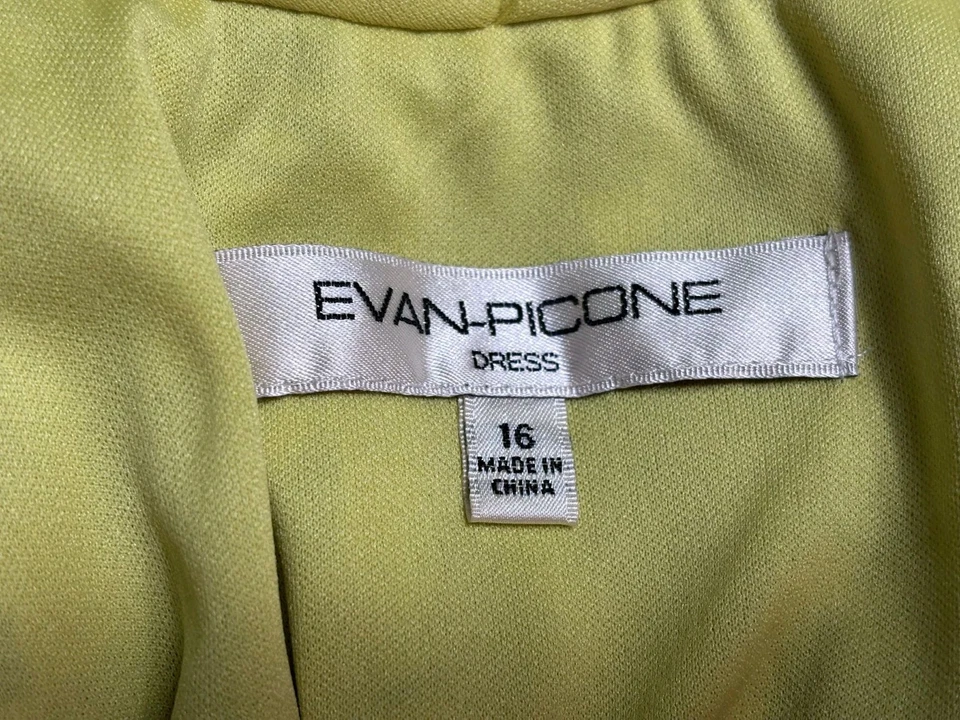 EVAN-PICONE
DRESS
16
MADE IN
CHINA